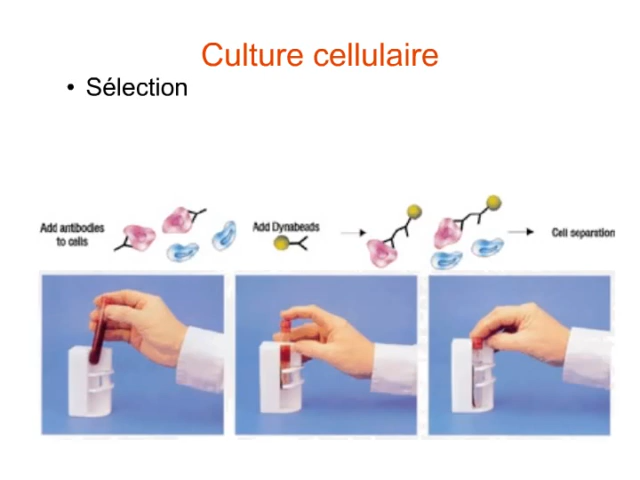 Culture cellulaire
• Sélection
Add antibodies
to cells
Add Dynabeads
Cell separation